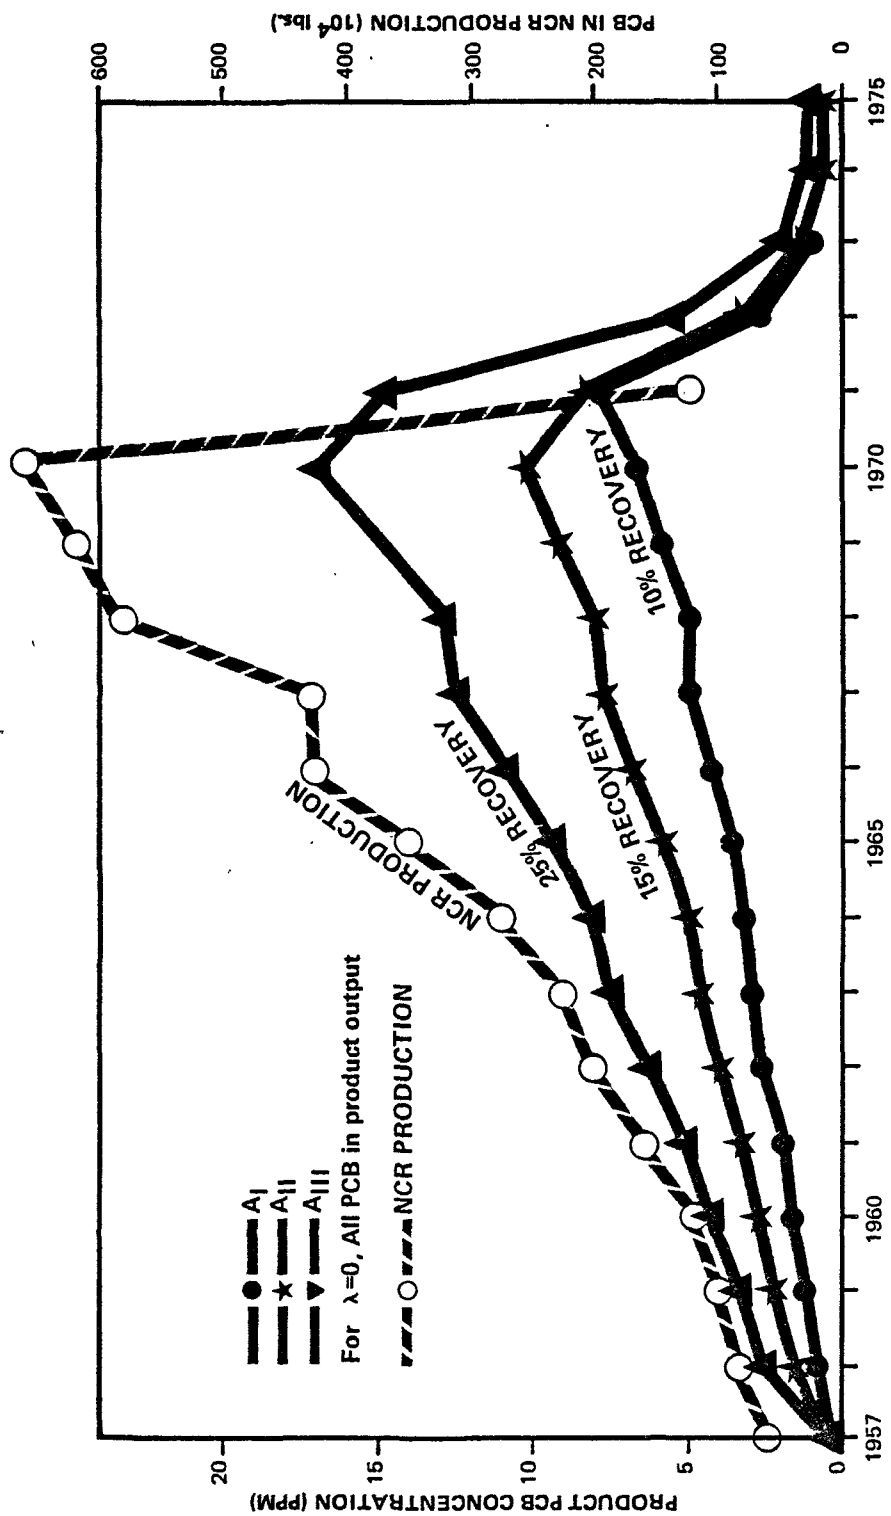 PCB IN NCR PRODUCTION (10⁴ lbs.)
600
500
400
300
200
100
0
PRODUCT PCB CONCENTRATION (PPM)
20
15
10
5
0
1957
1960
1965
1970
1975
A_I
A_II
A_III
For λ=0, All PCB in product output
NCR PRODUCTION
NCR PRODUCTION
25% RECOVERY
15% RECOVERY
10% RECOVERY